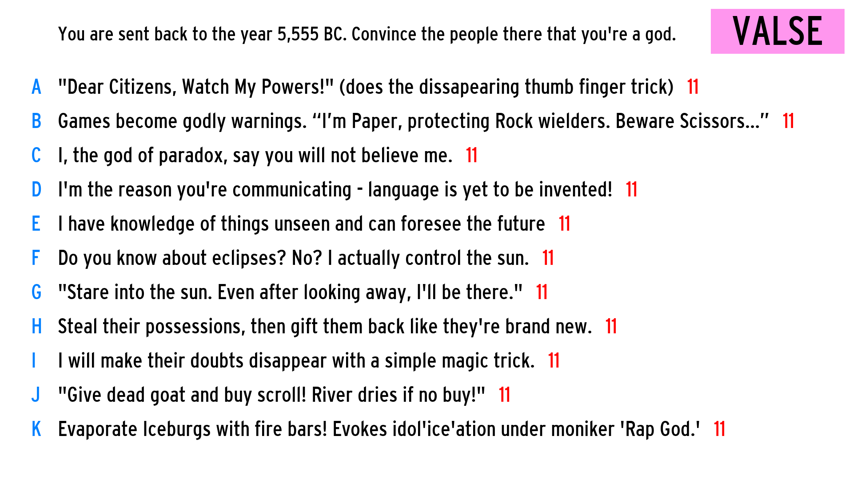 You are sent back to the year 5,555 BC. Convince the people there that you're a god.
VALSE
A "Dear Citizens, Watch My Powers!" (does the dissapearing thumb finger trick) 11
B Games become godly warnings. “I’m Paper, protecting Rock wielders. Beware Scissors...” 11
C I, the god of paradox, say you will not believe me. 11
D I'm the reason you're communicating - language is yet to be invented! 11
E I have knowledge of things unseen and can foresee the future 11
F Do you know about eclipses? No? I actually control the sun. 11
G "Stare into the sun. Even after looking away, I'll be there." 11
H Steal their possessions, then gift them back like they're brand new. 11
I I will make their doubts disappear with a simple magic trick. 11
J "Give dead goat and buy scroll! River dries if no buy!" 11
K Evaporate Iceburgs with fire bars! Evokes idol'ice'ation under moniker 'Rap God.' 11